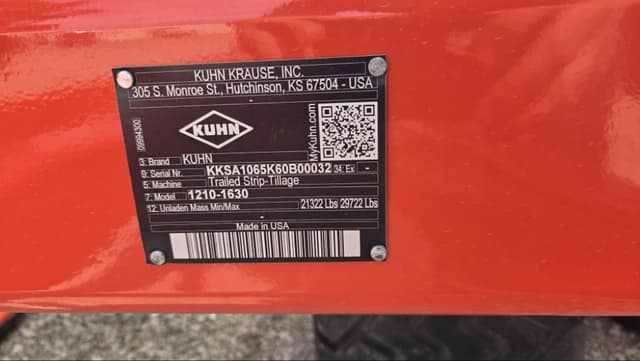 KUHN KRAUSE, INC.
305 S. Monroe St., Hutchinson, KS 67504 - USA
-
09994300
KUHN
MyKuhn.com
3: Brand KUHN
9: Serial Nr. KKSA1065K60B00032 34: Ex -
5: Machine Trailed Strip-Tillage
7: Model 1210-1630
12: Unladen Mass Min/Max 21322 Lbs 29722 Lbs
-
Made in USA